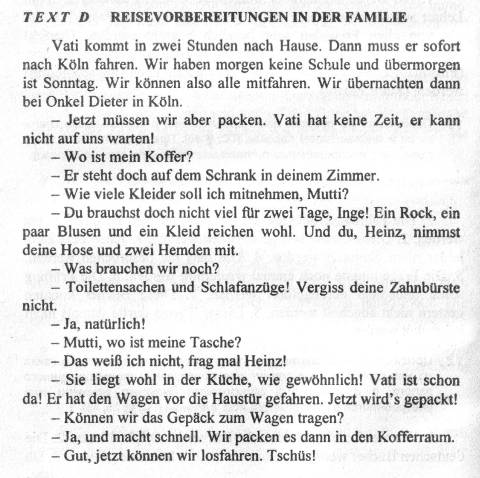 TEXT D REISEVORBEREITUNGEN IN DER FAMILIE
Vati kommt in zwei Stunden nach Hause. Dann muss er sofort
nach Köln fahren. Wir haben morgen keine Schule und übermorgen
ist Sonntag. Wir können also alle mitfahren. Wir übernachten dann
bei Onkel Dieter in Köln.
– Jetzt müssen wir aber packen. Vati hat keine Zeit, er kann
nicht auf uns warten!
– Wo ist mein Koffer?
– Er steht doch auf dem Schrank in deinem Zimmer.
– Wie viele Kleider soll ich mitnehmen, Mutti?
– Du brauchst doch nicht viel für zwei Tage, Inge! Ein Rock, ein
paar Blusen und ein Kleid reichen wohl. Und du, Heinz, nimmst
deine Hose und zwei Hemden mit.
– Was brauchen wir noch?
– Toilettensachen und Schlafanzüge! Vergiss deine Zahnbürste
nicht.
– Ja, natürlich!
– Mutti, wo ist meine Tasche?
– Das weiß ich nicht, frag mal Heinz!
– Sie liegt wohl in der Küche, wie gewöhnlich! Vati ist schon
da! Er hat den Wagen vor die Haustür gefahren. Jetzt wird's gepackt!
– Können wir das Gepäck zum Wagen tragen?
– Ja, und macht schnell. Wir packen es dann in den Kofferraum.
– Gut, jetzt können wir losfahren. Tschüs!